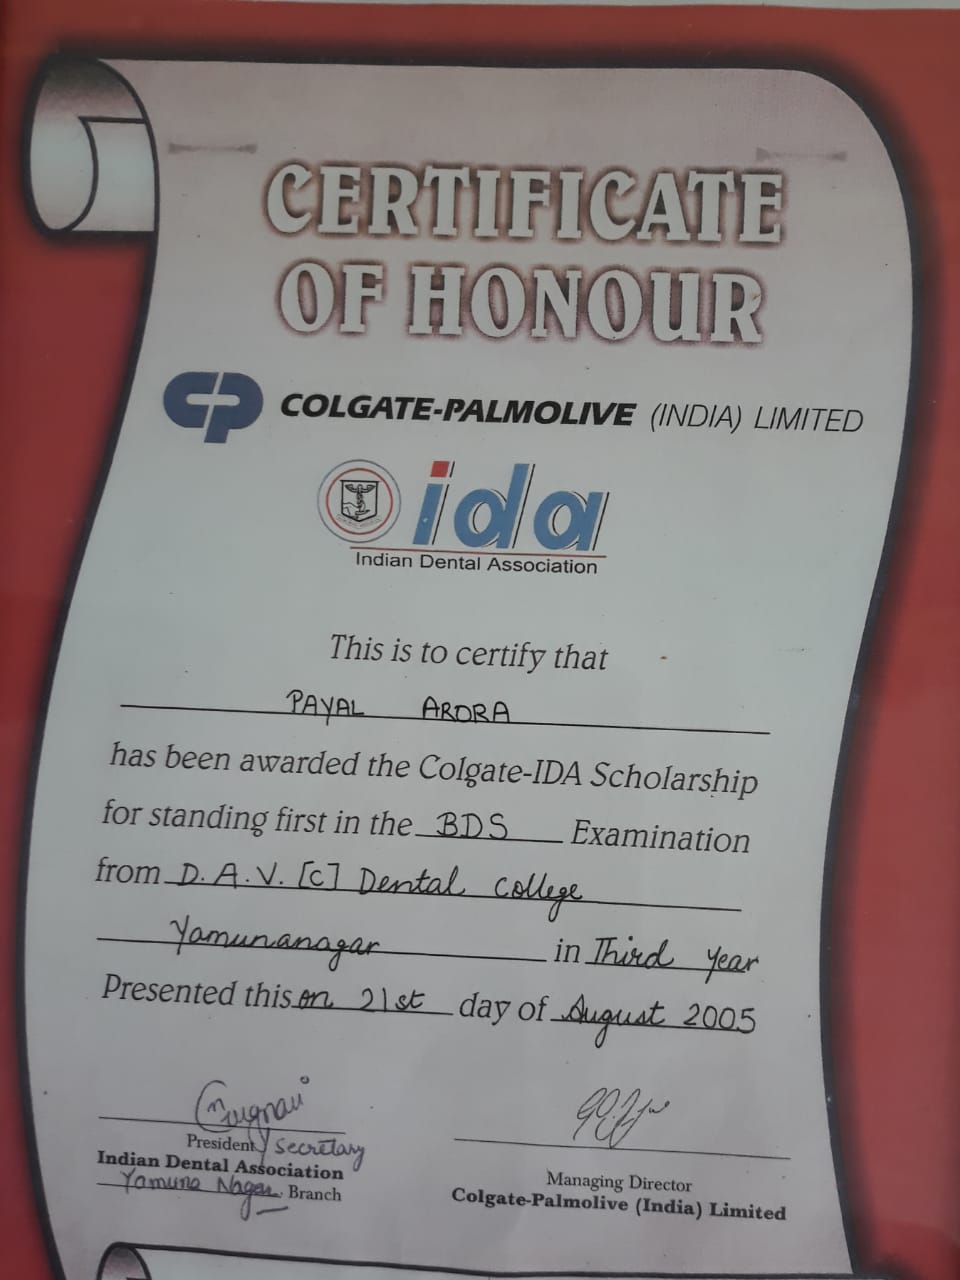 CERTIFICATE
OF HONOUR
CP COLGATE-PALMOLIVE (INDIA) LIMITED
ida
Indian Dental Association
This is to certify that
PAYAL ARORA
has been awarded the Colgate-IDA Scholarship
for standing first in the BDS Examination
from D.A.V. [C] Dental College
Yamunanagar in Third Year
Presented this on 21st day of August 2005
President/Secretary
Indian Dental Association
Yamuna Nagar Branch
Managing Director
Colgate-Palmolive (India) Limited